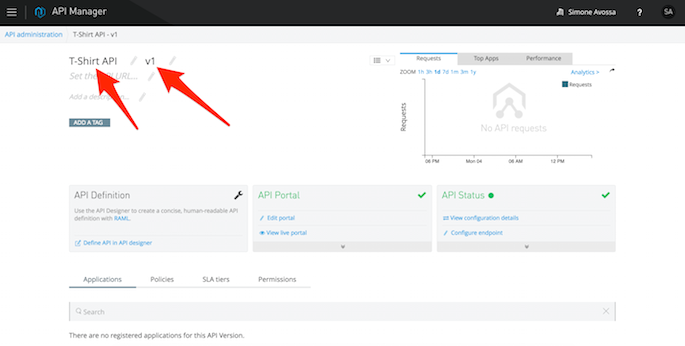 API Manager
Simone Avossa
?
SA
API administration
T-Shirt API - v1
T-Shirt API
v1
Set the API URL...
Add a description...
ADD A TAG
Requests
Top Apps
Performance
ZOOM 1h 3h 1d 7d 1m 3m 1y
Analytics >
Requests
Requests
No API requests
06 PM
Mon 04
06 AM
12 PM
API Definition
Use the API Designer to create a concise, human-readable API
definition with RAML.
Define API in API designer
API Portal
Edit portal
View live portal
API Status
View configuration details
Configure endpoint
Applications
Policies
SLA tiers
Permissions
Search
There are no registered applications for this API Version.